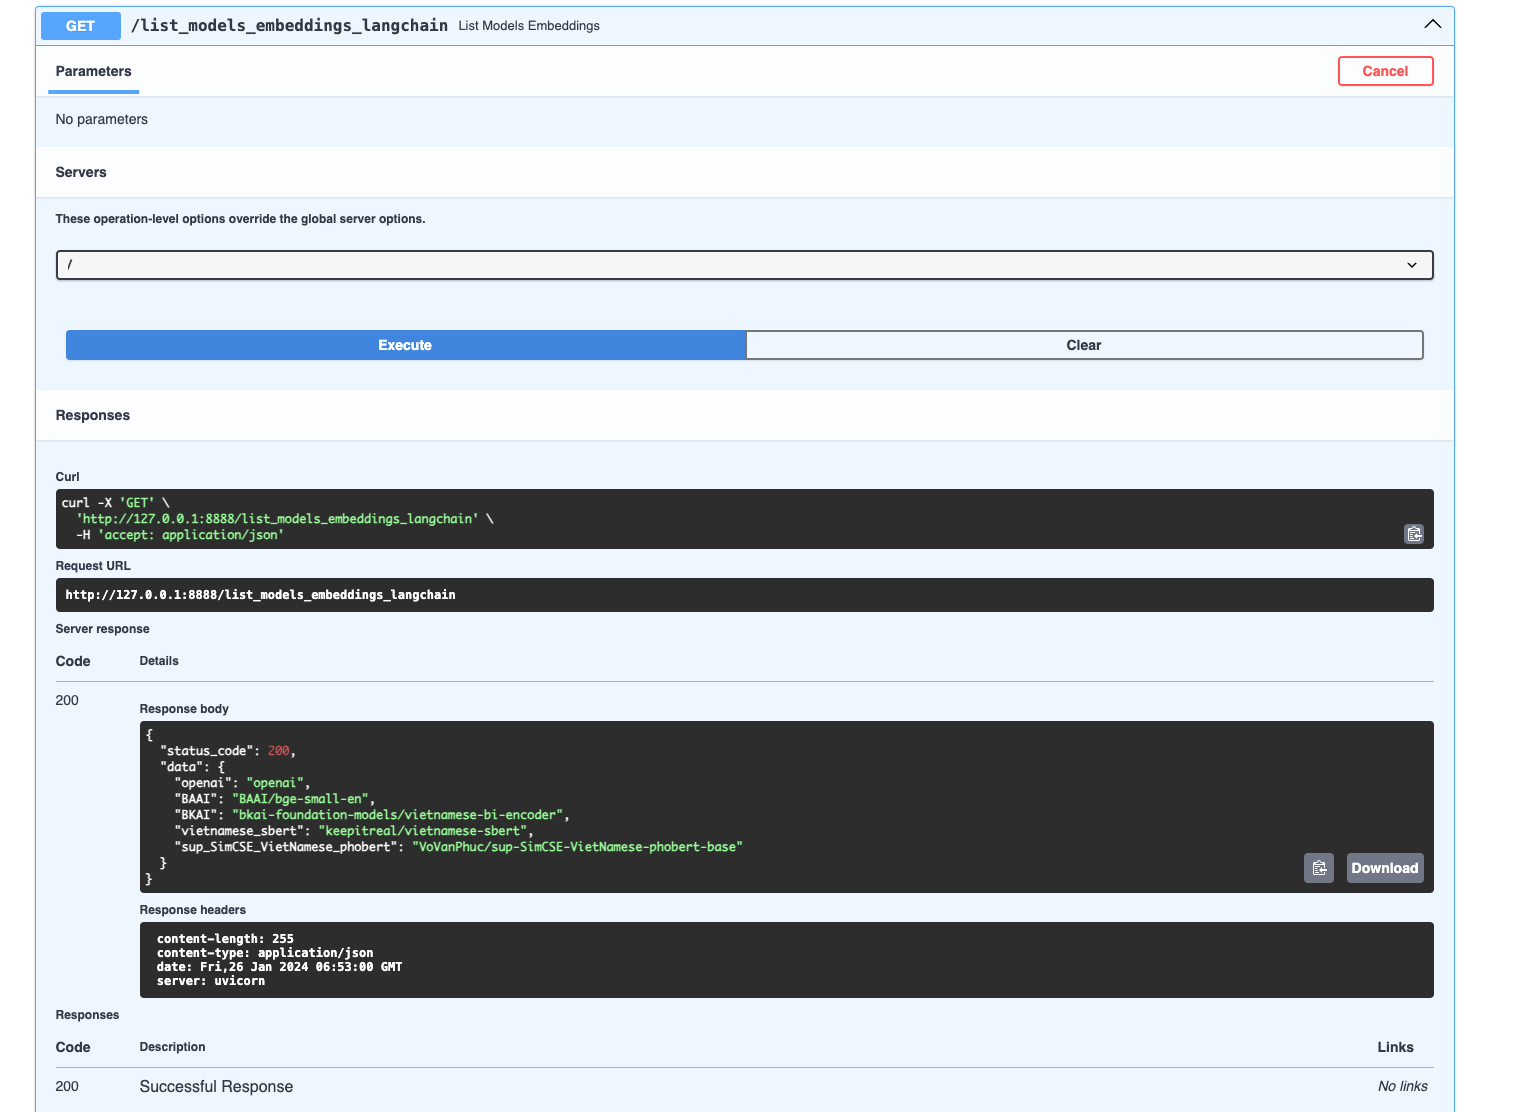 GET /list_models_embeddings_langchain List Models Embeddings
Parameters Cancel
No parameters
Servers
These operation-level options override the global server options.
/
Execute Clear
Responses
Curl
curl -X 'GET' \
  'http://127.0.0.1:8888/list_models_embeddings_langchain' \
  -H 'accept: application/json'
Request URL
http://127.0.0.1:8888/list_models_embeddings_langchain
Server response
Code Details
200
Response body
{
  "status_code": 200,
  "data": {
    "openai": "openai",
    "BAAI": "BAAI/bge-small-en",
    "BKAI": "bkai-foundation-models/vietnamese-bi-encoder",
    "vietnamese_sbert": "keepitreal/vietnamese-sbert",
    "sup_SimCSE_VietNamese_phobert": "VoVanPhuc/sup-SimCSE-VietNamese-phobert-base"
  }
}
Download
Response headers
content-length: 255
content-type: application/json
date: Fri,26 Jan 2024 06:53:00 GMT
server: uvicorn
Responses
Code Description Links
200 Successful Response No links